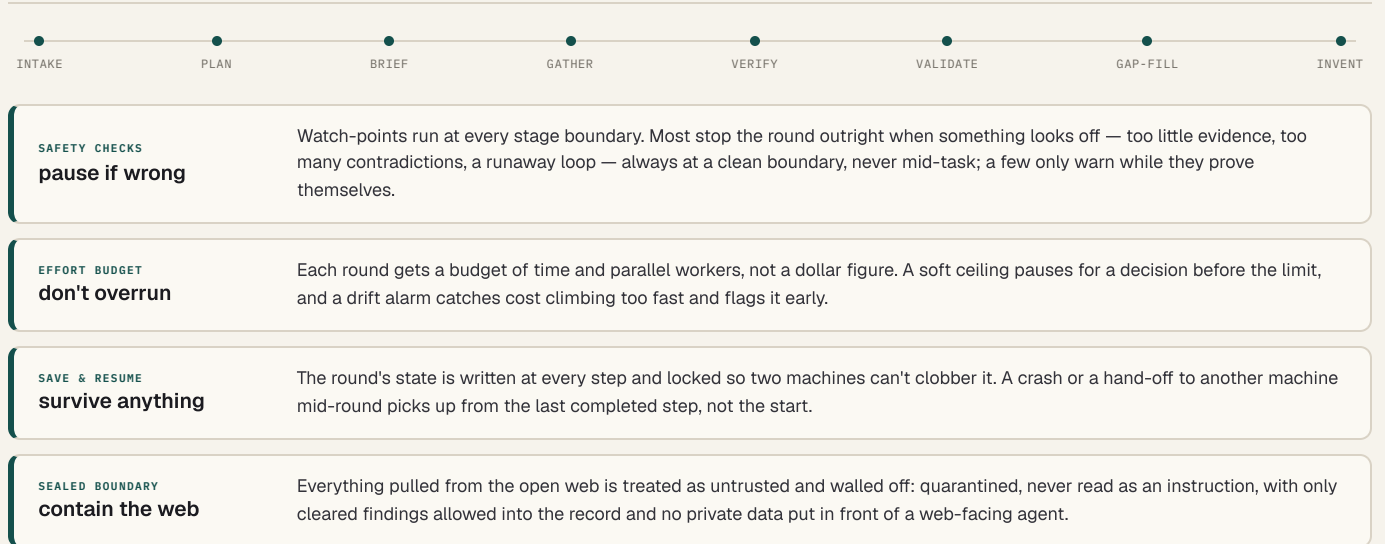 INTAKE
PLAN
BRIEF
GATHER
VERIFY
VALIDATE
GAP-FILL
INVENT
SAFETY CHECKS
pause if wrong
Watch-points run at every stage boundary. Most stop the round outright when something looks off — too little evidence, too
many contradictions, a runaway loop — always at a clean boundary, never mid-task; a few only warn while they prove
themselves.
EFFORT BUDGET
don't overrun
Each round gets a budget of time and parallel workers, not a dollar figure. A soft ceiling pauses for a decision before the limit,
and a drift alarm catches cost climbing too fast and flags it early.
SAVE & RESUME
survive anything
The round's state is written at every step and locked so two machines can't clobber it. A crash or a hand-off to another machine
mid-round picks up from the last completed step, not the start.
SEALED BOUNDARY
contain the web
Everything pulled from the open web is treated as untrusted and walled off: quarantined, never read as an instruction, with only
cleared findings allowed into the record and no private data put in front of a web-facing agent.